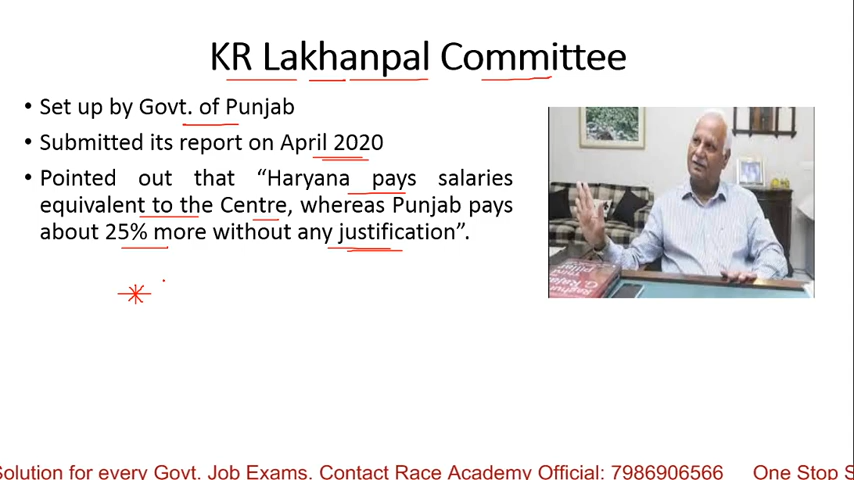 KR Lakhanpal Committee
• Set up by Govt. of Punjab
• Submitted its report on April 2020
• Pointed out that “Haryana pays salaries
equivalent to the Centre, whereas Punjab pays
about 25% more without any justification”.
Solution for every Govt. Job Exams. Contact Race Academy Official: 7986906566 One Stop S